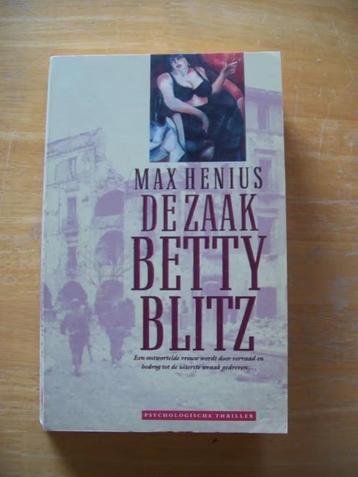 MAX HENIUS
DE ZAAK
BETTY
BLITZ
Een ontwortelde vrouw wordt door verraad en
bedrog tot de uiterste wraak gedreven...
PSYCHOLOGISCHE THRILLER